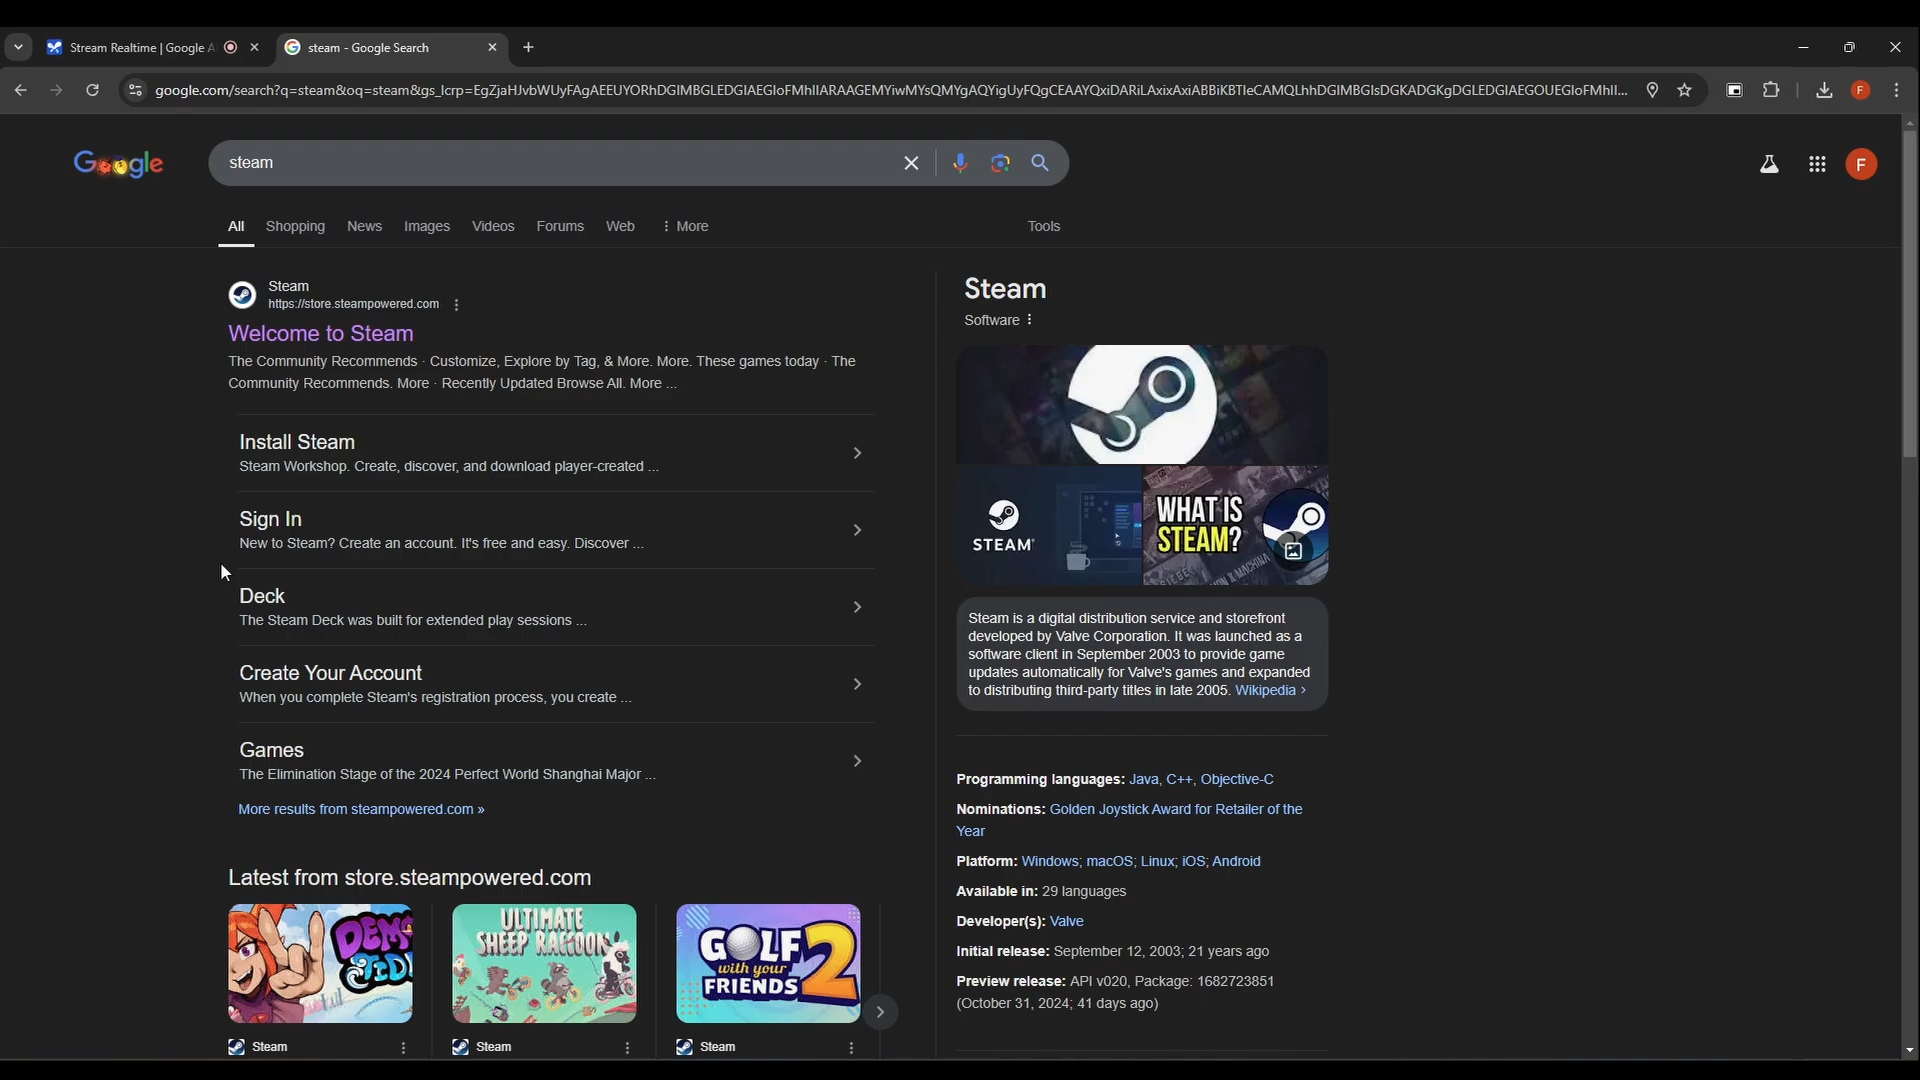 Stream Realtime | Google A
steam - Google Search
google.com/search?q=steam&oq=steam&gs_lcrp=EgZjaHJvbWUyFAgAEEUYORhDGIMBGLEDGIAEGIoFMhIIARAAGEMYiwMYsQMYgAQYigUyFQgCEAAYQxiDARiLAxixAxiABBiKBTIeCAMQLhhDGIMBGIsDGKADGKgDGLEDGIAEGOUEGIoFMhII...
F
Google
steam
F
All
Shopping
News
Images
Videos
Forums
Web
More
Tools
Steam
https://store.steampowered.com
Welcome to Steam
The Community Recommends · Customize, Explore by Tag, & More. More. These games today · The
Community Recommends. More · Recently Updated Browse All. More ...
Install Steam
Steam Workshop. Create, discover, and download player-created ...
Sign In
New to Steam? Create an account. It's free and easy. Discover ...
Deck
The Steam Deck was built for extended play sessions ...
Create Your Account
When you complete Steam's registration process, you create ...
Games
The Elimination Stage of the 2024 Perfect World Shanghai Major ...
More results from steampowered.com »
Latest from store.steampowered.com
ULTIMATE
SHEEP RACCOON
GOLF
with your
FRIENDS 2
Steam
Steam
Steam
Steam
Software
STEAM
WHAT IS
STEAM?
Steam is a digital distribution service and storefront
developed by Valve Corporation. It was launched as a
software client in September 2003 to provide game
updates automatically for Valve's games and expanded
to distributing third-party titles in late 2005. Wikipedia ›
Programming languages: Java, C++, Objective-C
Nominations: Golden Joystick Award for Retailer of the
Year
Platform: Windows; macOS; Linux; iOS; Android
Available in: 29 languages
Developer(s): Valve
Initial release: September 12, 2003; 21 years ago
Preview release: API v020, Package: 1682723851
(October 31, 2024; 41 days ago)